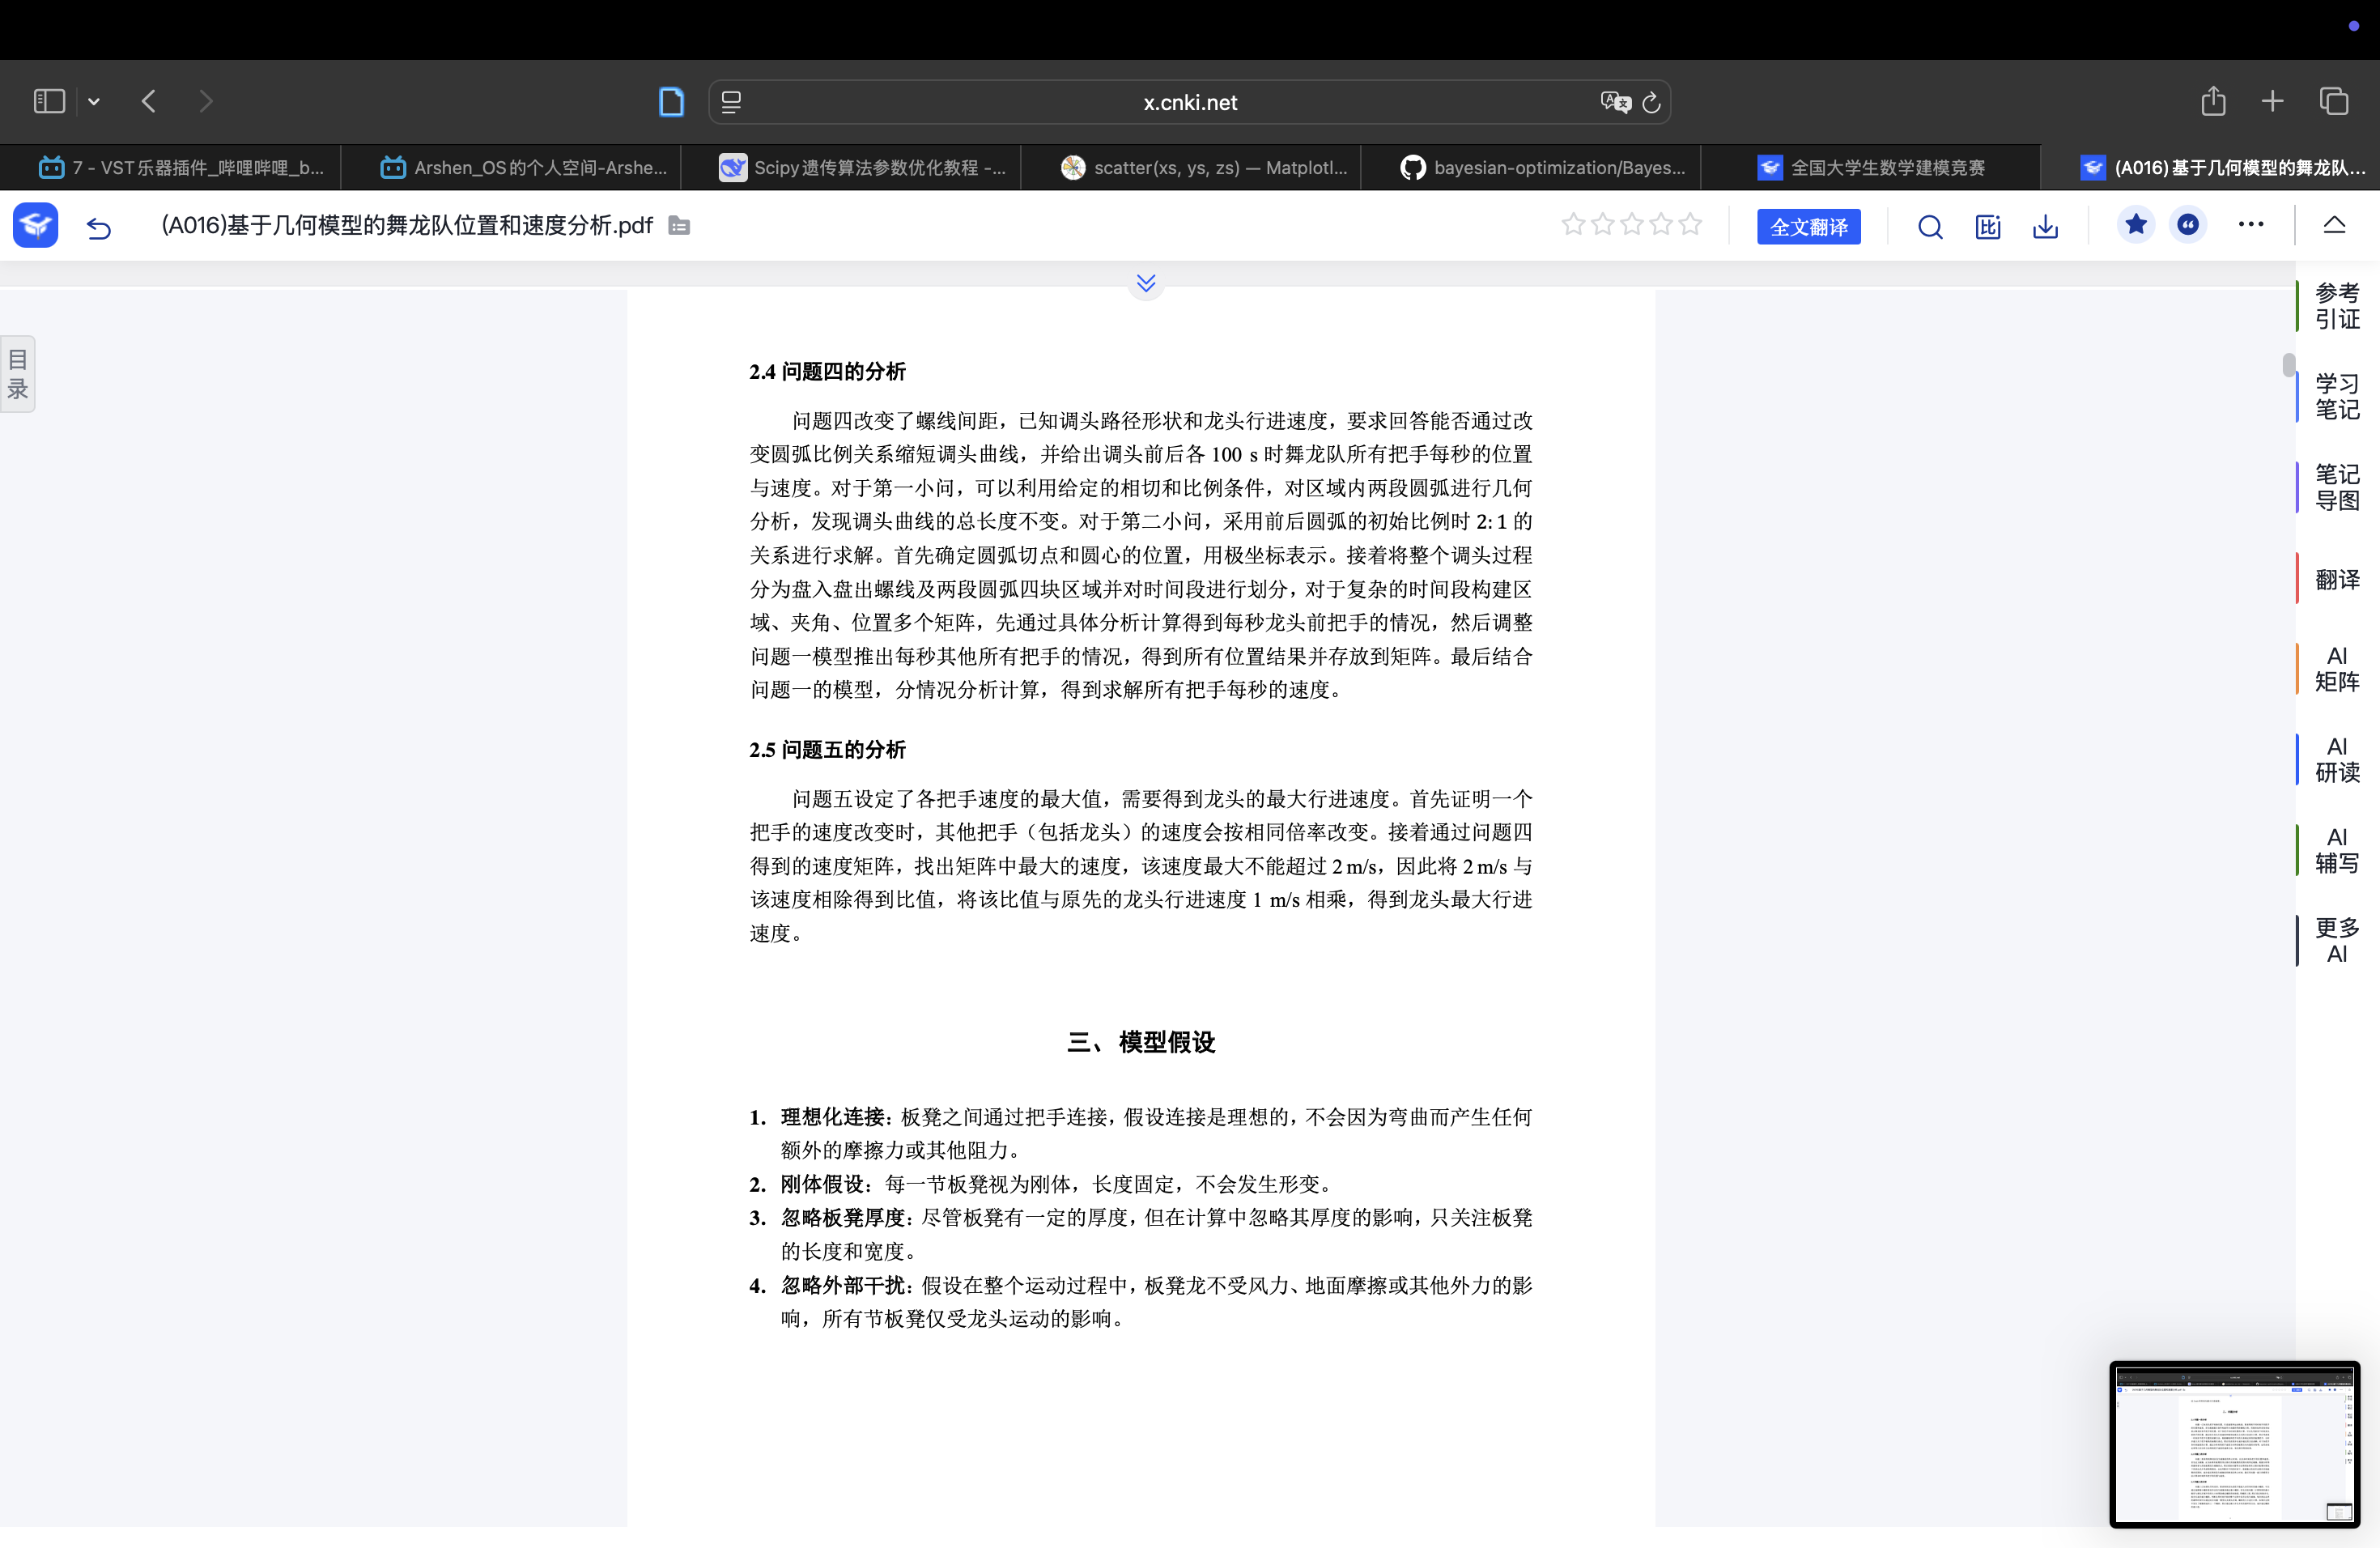 x.cnki.net
7 - VST乐器插件_哔哩哔哩_b...
Arshen_OS的个人空间-Arshe...
Scipy遗传算法参数优化教程 -...
scatter(xs, ys, zs) — Matplotl...
bayesian-optimization/Bayes...
全国大学生数学建模竞赛
(A016)基于几何模型的舞龙队...
(A016)基于几何模型的舞龙队位置和速度分析.pdf
全文翻译
目录
2.4 问题四的分析
问题四改变了螺线间距，已知调头路径形状和龙头行进速度，要求回答能否通过改
变圆弧比例关系缩短调头曲线，并给出调头前后各 100 s 时舞龙队所有把手每秒的位置
与速度。对于第一小问，可以利用给定的相切和比例条件，对区域内两段圆弧进行几何
分析，发现调头曲线的总长度不变。对于第二小问，采用前后圆弧的初始比例时 2: 1 的
关系进行求解。首先确定圆弧切点和圆心的位置，用极坐标表示。接着将整个调头过程
分为盘入盘出螺线及两段圆弧四块区域并对时间段进行划分，对于复杂的时间段构建区
域、夹角、位置多个矩阵，先通过具体分析计算得到每秒龙头前把手的情况，然后调整
问题一模型推出每秒其他所有把手的情况，得到所有位置结果并存放到矩阵。最后结合
问题一的模型，分情况分析计算，得到求解所有把手每秒的速度。
2.5 问题五的分析
问题五设定了各把手速度的最大值，需要得到龙头的最大行进速度。首先证明一个
把手的速度改变时，其他把手（包括龙头）的速度会按相同倍率改变。接着通过问题四
得到的速度矩阵，找出矩阵中最大的速度，该速度最大不能超过 2 m/s，因此将 2 m/s 与
该速度相除得到比值，将该比值与原先的龙头行进速度 1 m/s 相乘，得到龙头最大行进
速度。
三、模型假设
1. 理想化连接：板凳之间通过把手连接，假设连接是理想的，不会因为弯曲而产生任何
额外的摩擦力或其他阻力。
2. 刚体假设：每一节板凳视为刚体，长度固定，不会发生形变。
3. 忽略板凳厚度：尽管板凳有一定的厚度，但在计算中忽略其厚度的影响，只关注板凳
的长度和宽度。
4. 忽略外部干扰：假设在整个运动过程中，板凳龙不受风力、地面摩擦或其他外力的影
响，所有节板凳仅受龙头运动的影响。
参考
引证
学习
笔记
笔记
导图
翻译
AI
矩阵
AI
研读
AI
辅写
更多
AI